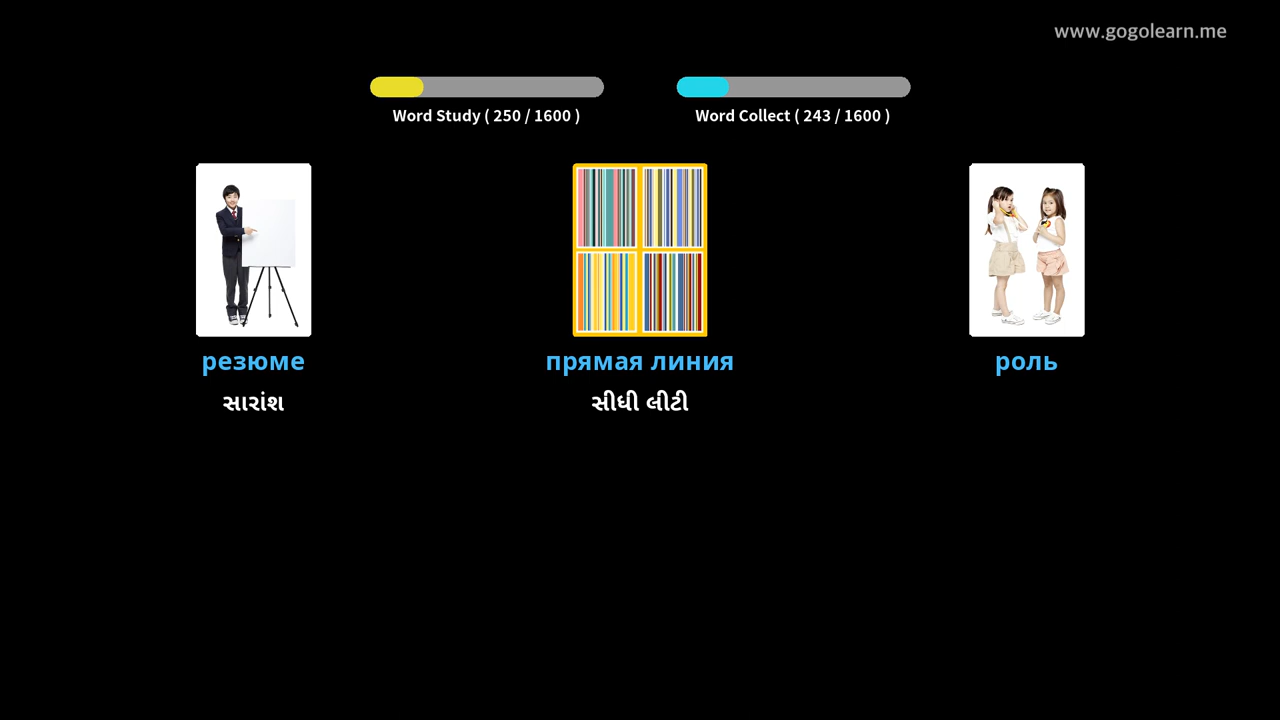 www.gogolearn.me
Word Study ( 250 / 1600 )
Word Collect ( 243 / 1600 )
резюме
прямая линия
роль
સારાંશ
સીધી લીટી